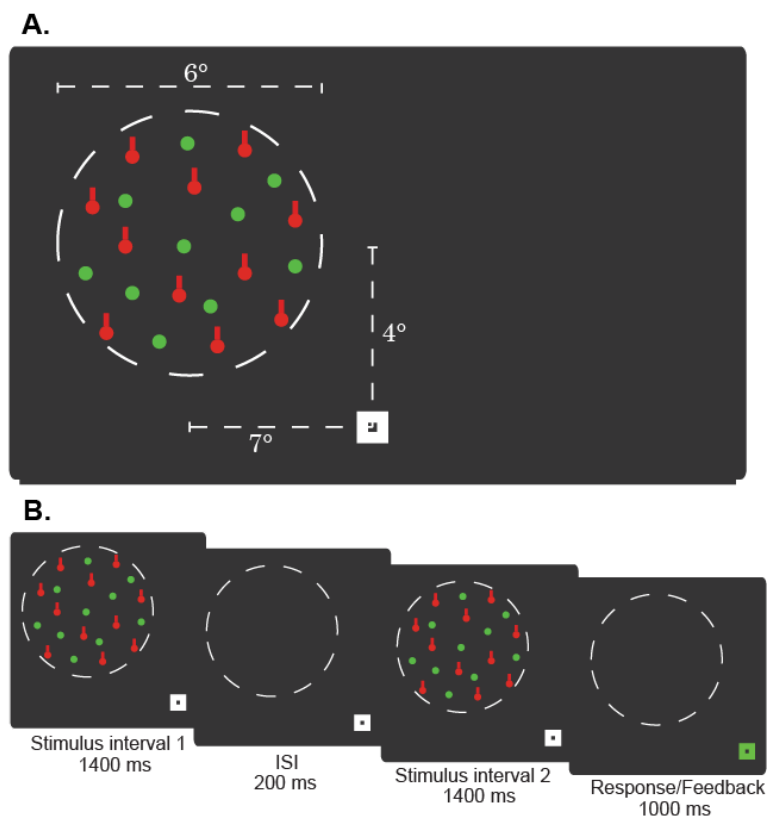 A.
6°
4°
7°
B.
Stimulus interval 1
1400 ms
ISI
200 ms
Stimulus interval 2
1400 ms
Response/Feedback
1000 ms